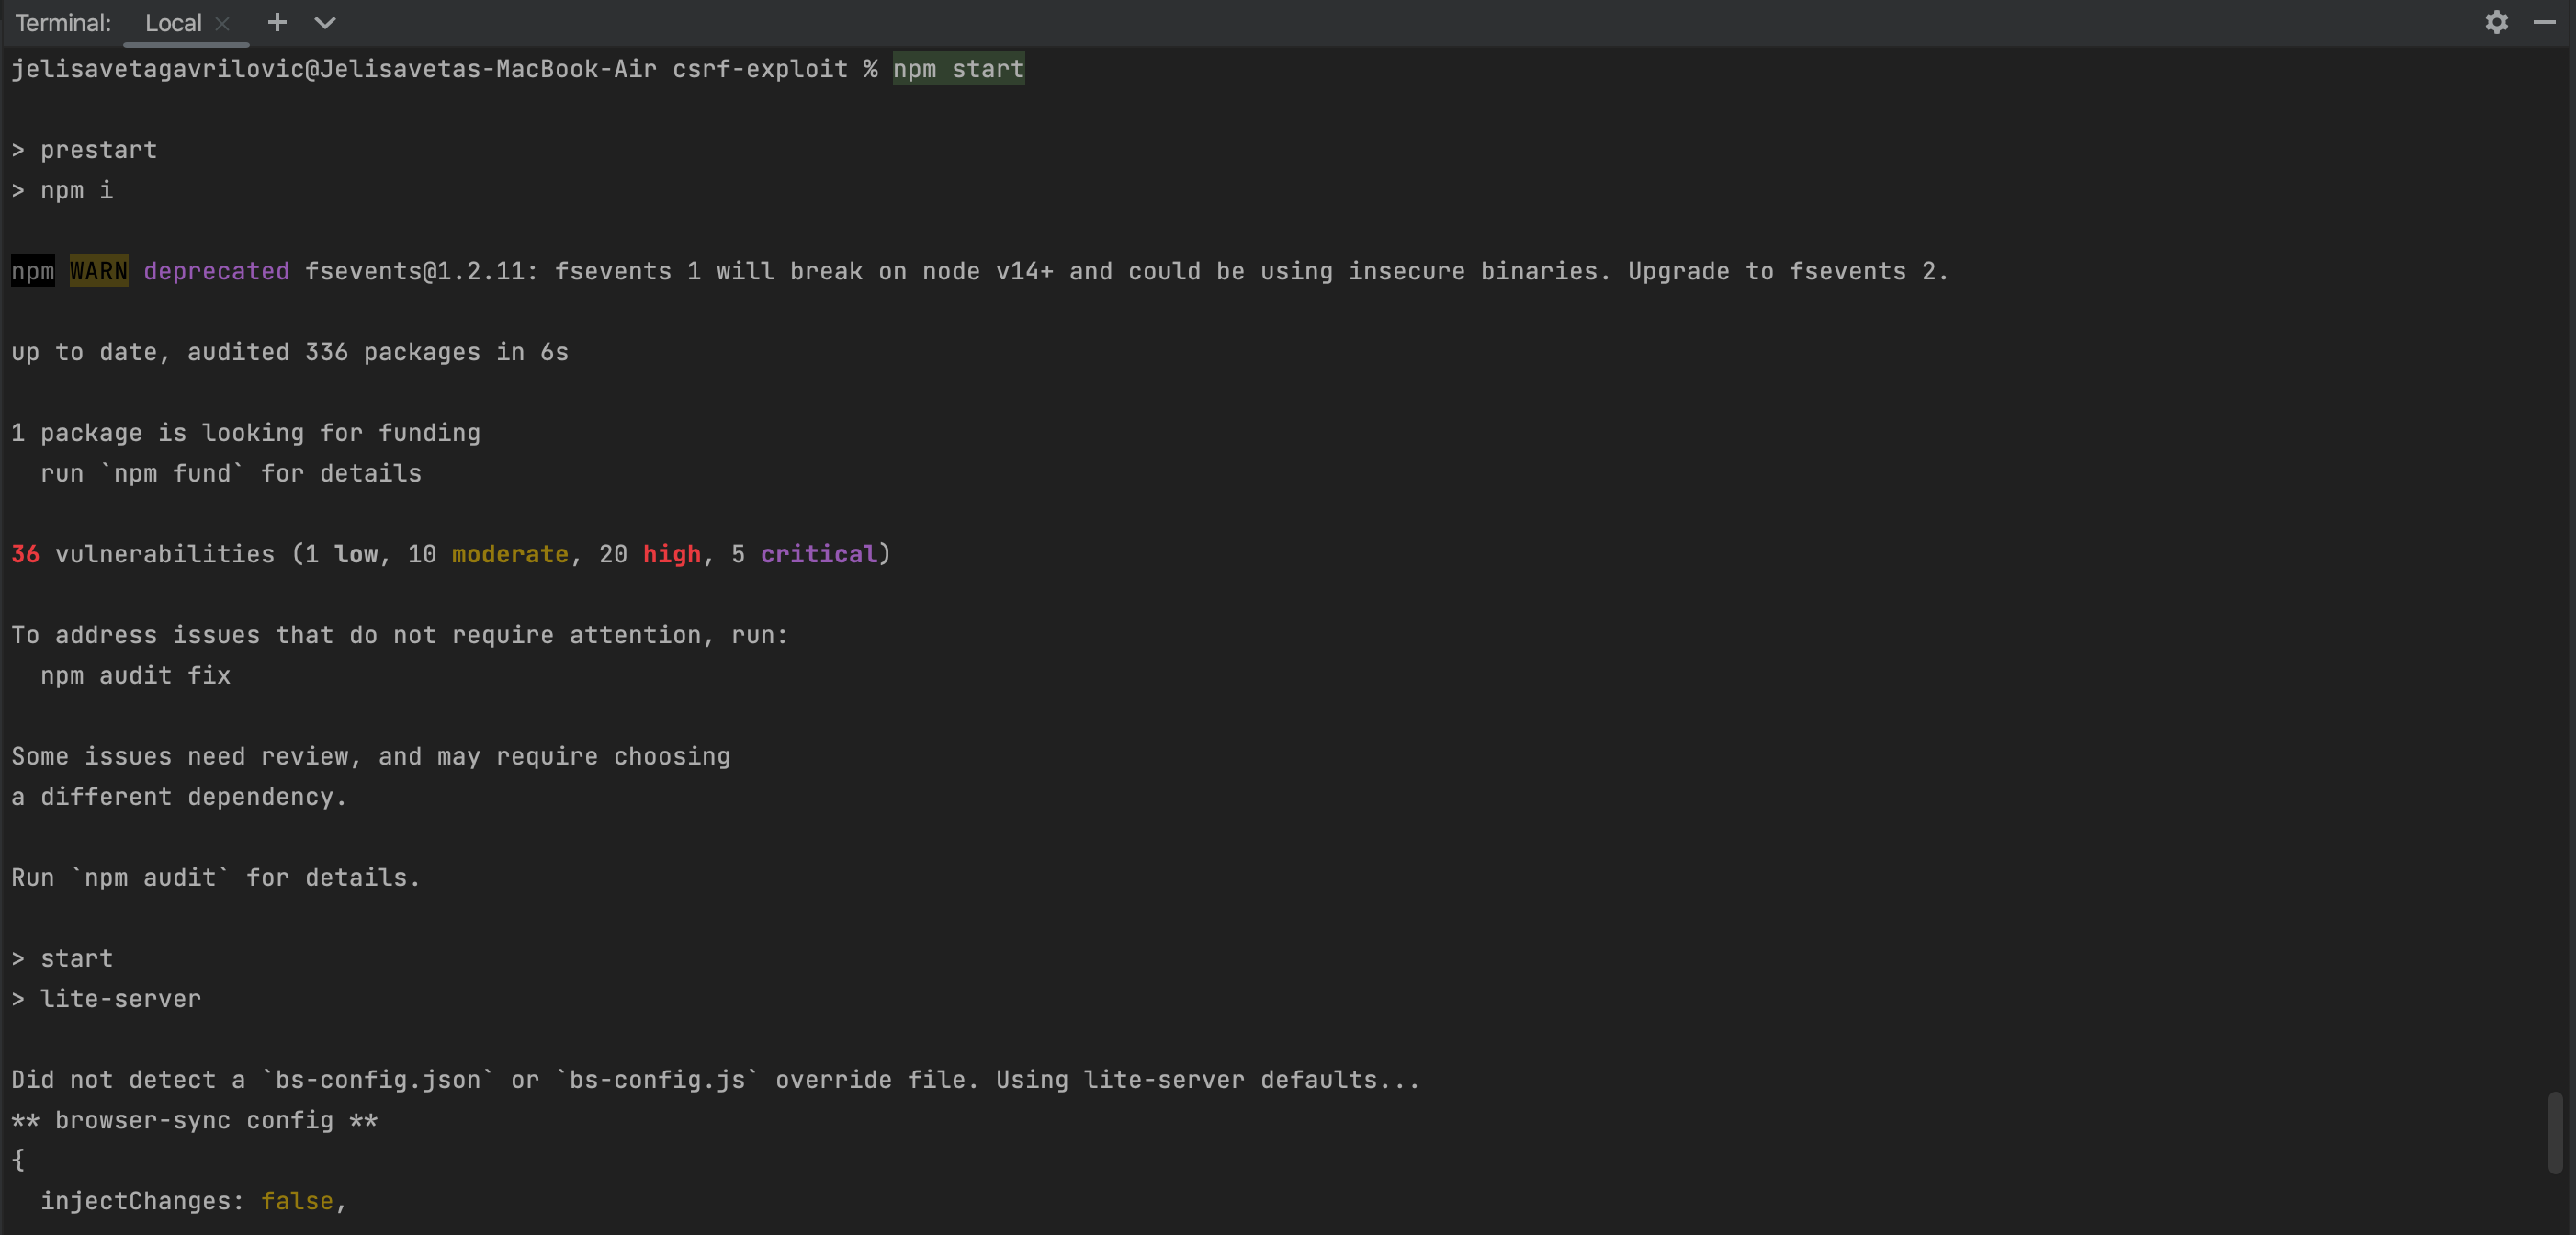 Terminal: Local
jelisavetagavrilovic@Jelisavetas-MacBook-Air csrf-exploit % npm start
> prestart
> npm i
npm WARN deprecated fsevents@1.2.11: fsevents 1 will break on node v14+ and could be using insecure binaries. Upgrade to fsevents 2.
up to date, audited 336 packages in 6s
1 package is looking for funding
  run `npm fund` for details
36 vulnerabilities (1 low, 10 moderate, 20 high, 5 critical)
To address issues that do not require attention, run:
  npm audit fix
Some issues need review, and may require choosing
a different dependency.
Run `npm audit` for details.
> start
> lite-server
Did not detect a `bs-config.json` or `bs-config.js` override file. Using lite-server defaults...
** browser-sync config **
{
  injectChanges: false,